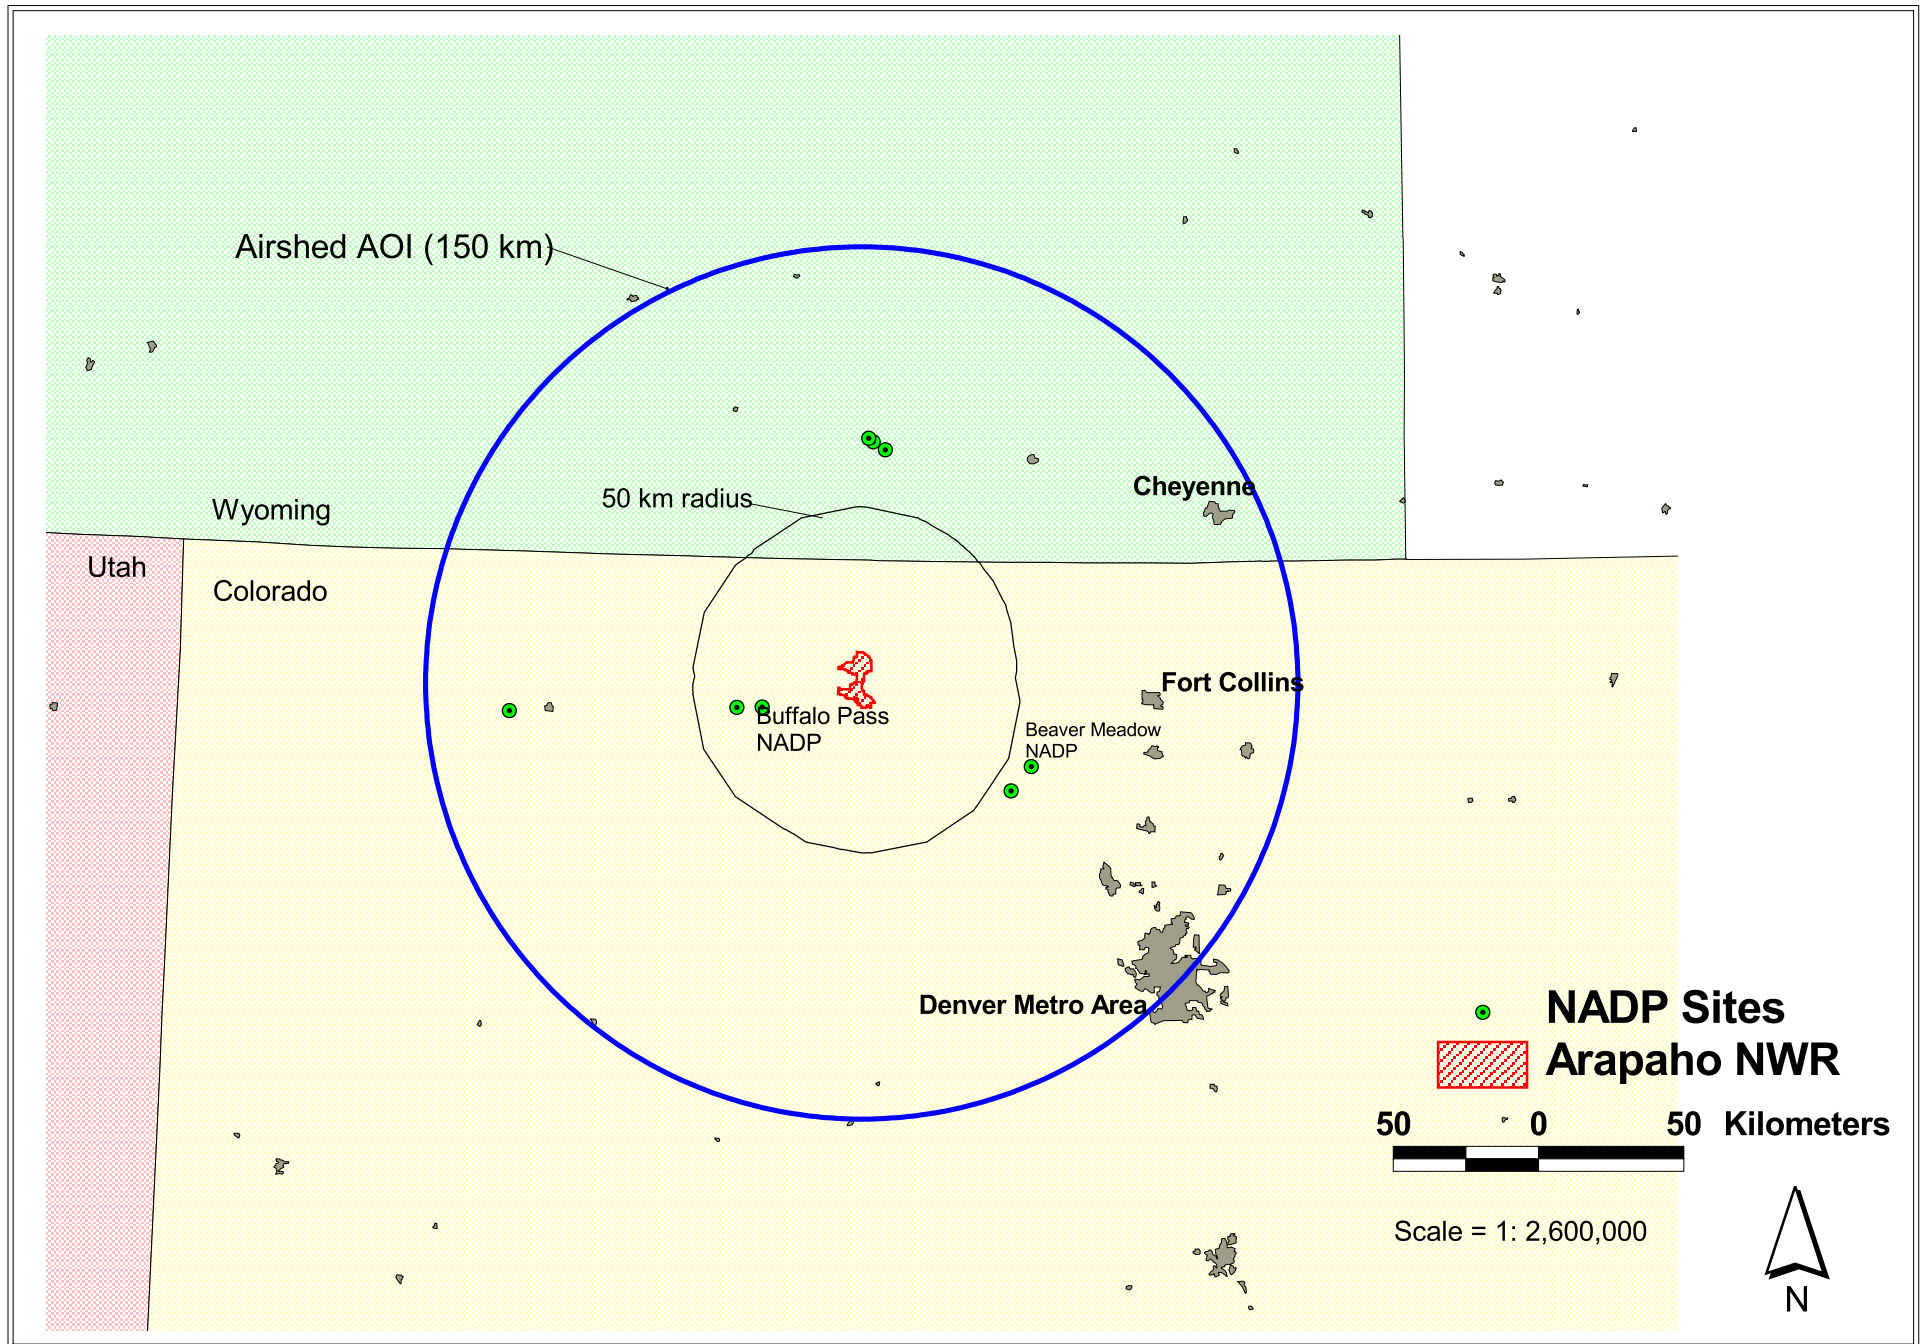 Airshed AOI (150 km)
Cheyenne
50 km radius
Wyoming
Utah
Colorado
Fort Collins
Buffalo Pass
NADP
Beaver Meadow
NADP
Denver Metro Area
NADP Sites
Arapaho NWR
50 0 50 Kilometers
Scale = 1: 2,600,000
N